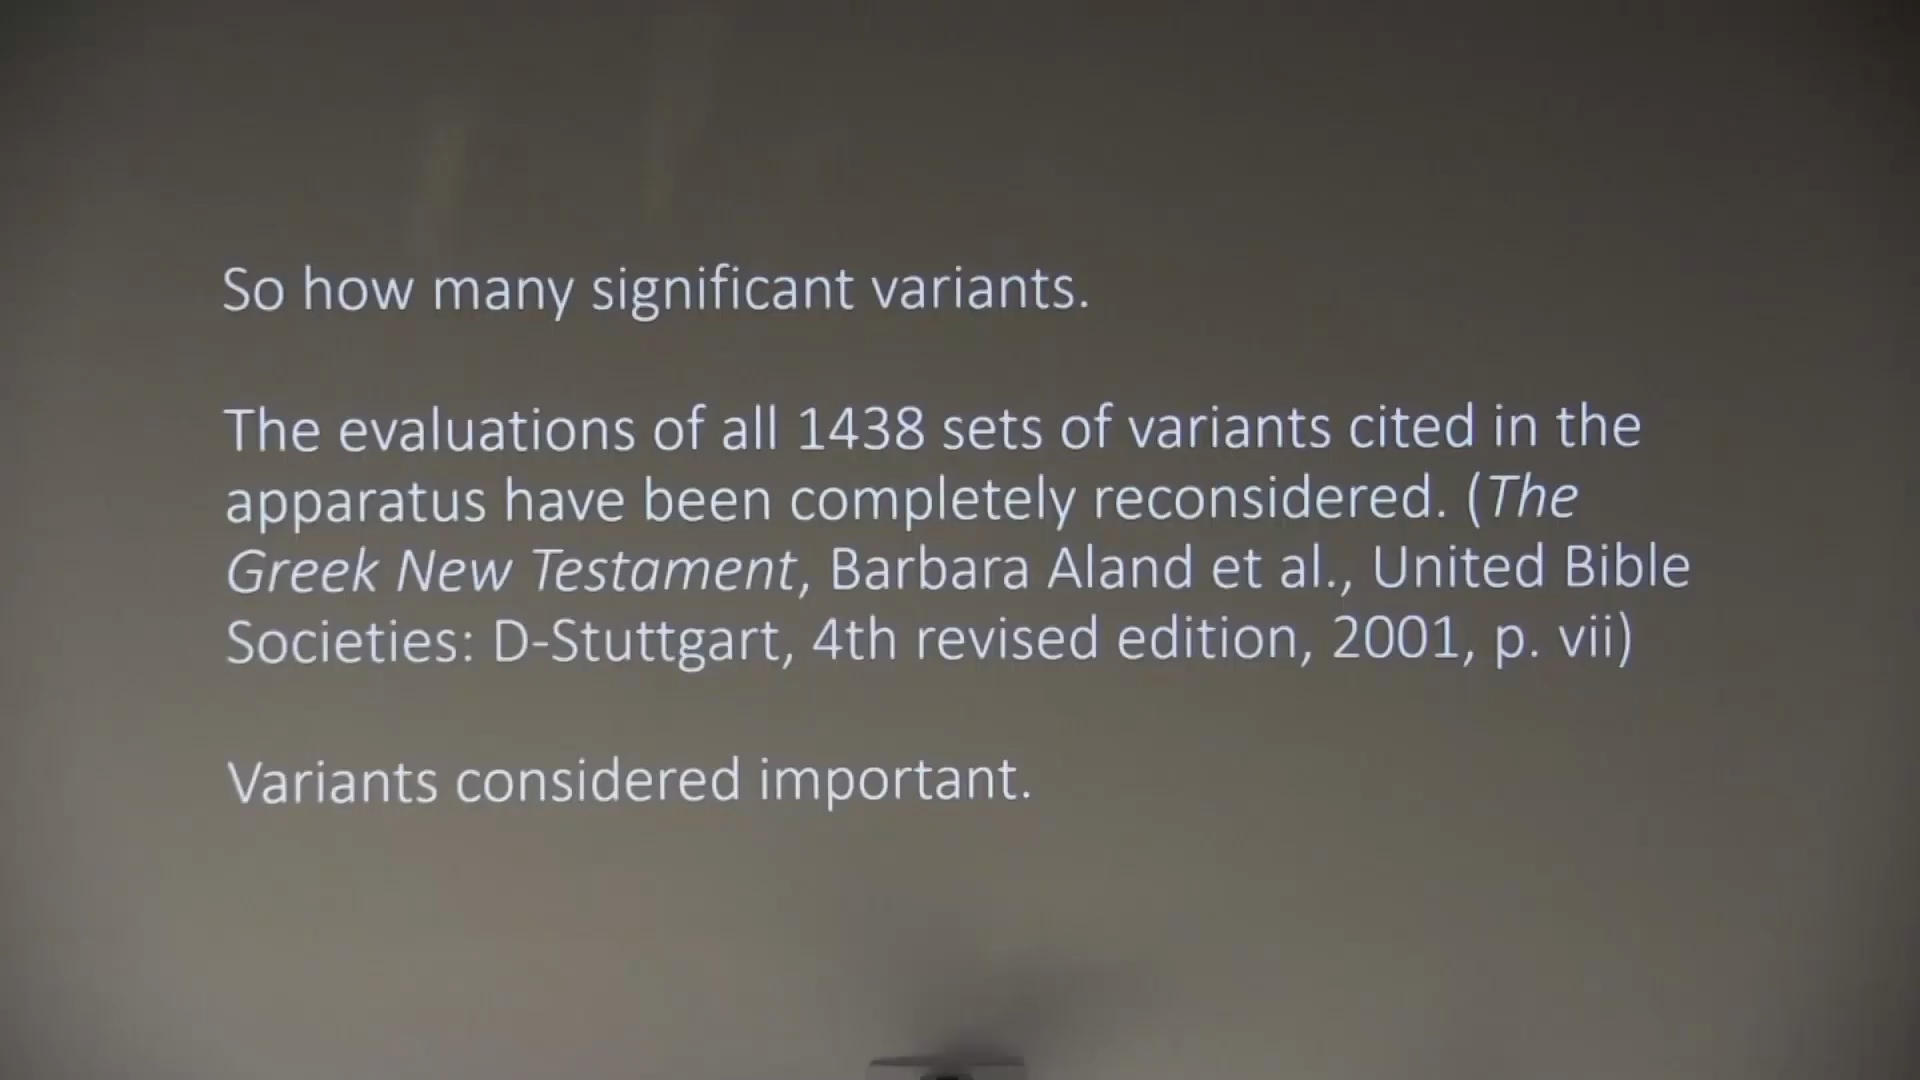 So how many significant variants.
The evaluations of all 1438 sets of variants cited in the
apparatus have been completely reconsidered. (The
Greek New Testament, Barbara Aland et al., United Bible
Societies: D-Stuttgart, 4th revised edition, 2001, p. vii)
Variants considered important.